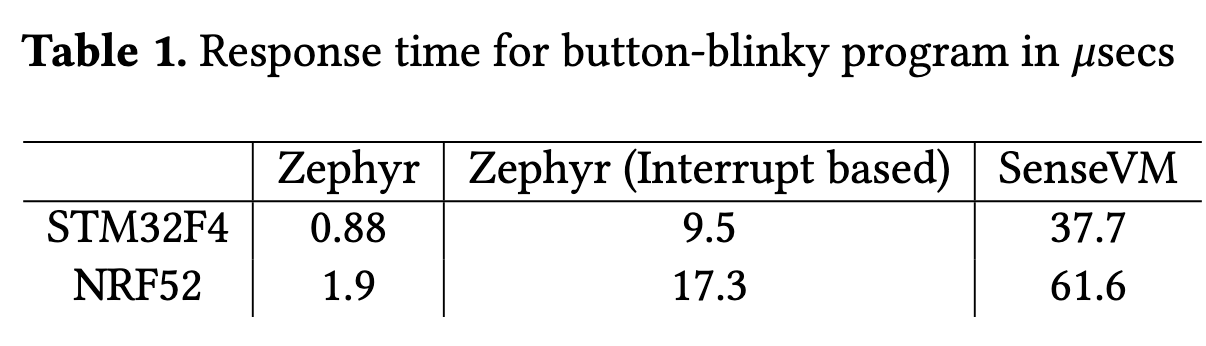 Table 1. Response time for button-blinky program in μsecs
Zephyr Zephyr (Interrupt based) SenseVM
STM32F4 0.88 9.5 37.7
NRF52 1.9 17.3 61.6